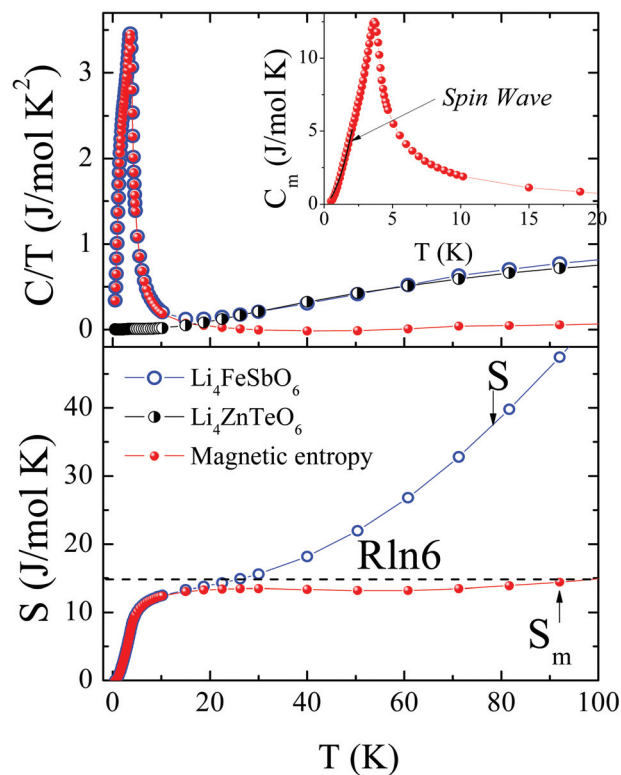 C/T (J/mol K²)
3
2
1
0
C_m (J/mol K)
10
5
0
Spin Wave
0 5 10 15 20
T (K)
S (J/mol K)
40
30
20
10
0
Li₄FeSbO₆
Li₄ZnTeO₆
Magnetic entropy
S
Rln6
S_m
0 20 40 60 80 100
T (K)